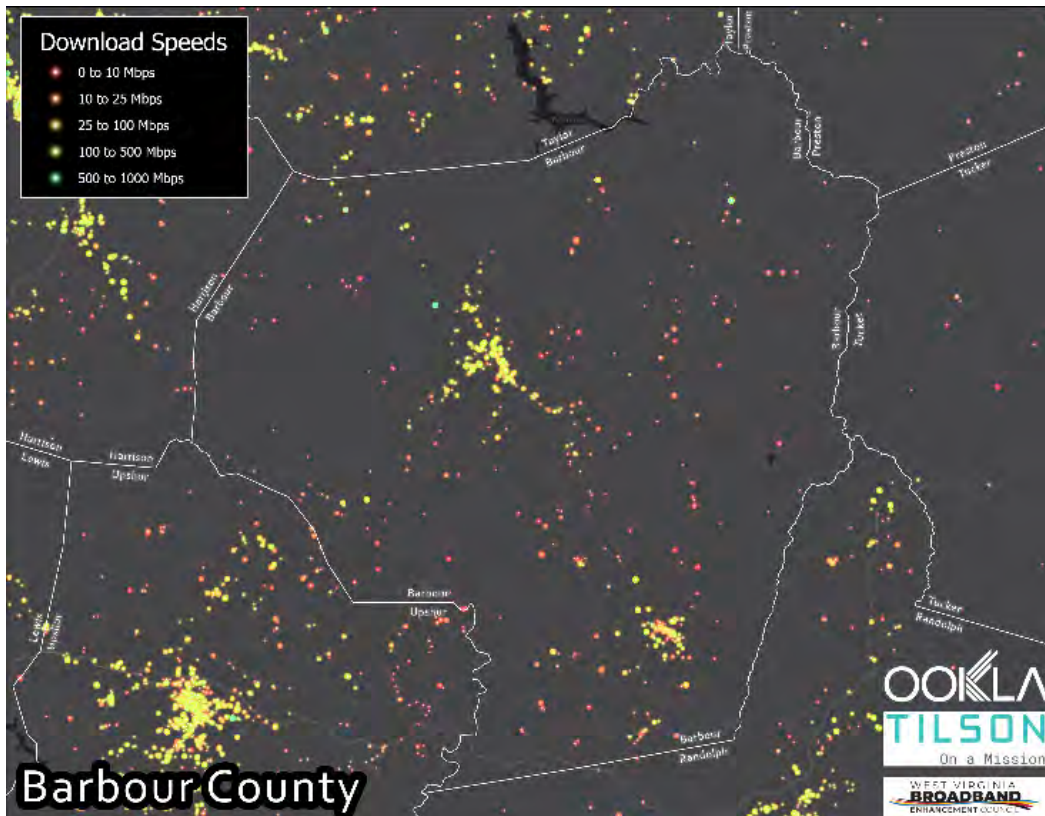 Download Speeds
0 to 10 Mbps
10 to 25 Mbps
25 to 100 Mbps
100 to 500 Mbps
500 to 1000 Mbps
Taylor
Preston
Taylor
Barbour
Barbour
Preston
Preston
Tucker
Harrison
Barbour
Barbour
Tucker
Harrison
Lewis
Harrison
Upshur
Barbour
Upshur
Lewis
Upshur
Tucker
Randolph
Barbour
Randolph
OOKLA
TILSON
On a Mission
WEST VIRGINIA
BROADBAND
ENHANCEMENT COUNCIL
Barbour County